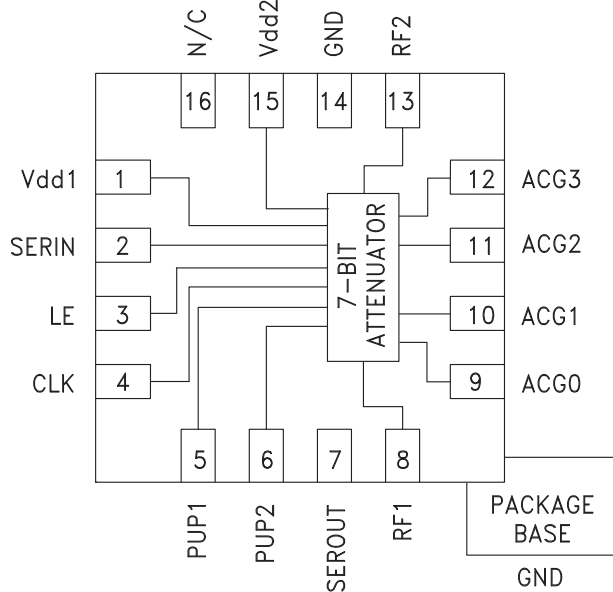 N/C
Vdd2
GND
RF2
16
15
14
13
Vdd1
1
12
ACG3
SERIN
2
11
ACG2
7-BIT
ATTENUATOR
LE
3
10
ACG1
CLK
4
9
ACG0
5
6
7
8
PUP1
PUP2
SEROUT
RF1
PACKAGE
BASE
GND